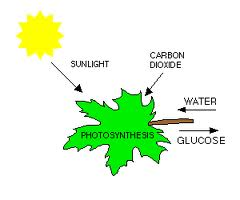 SUNLIGHT
CARBON
DIOXIDE
WATER
PHOTOSYNTHESIS
GLUCOSE